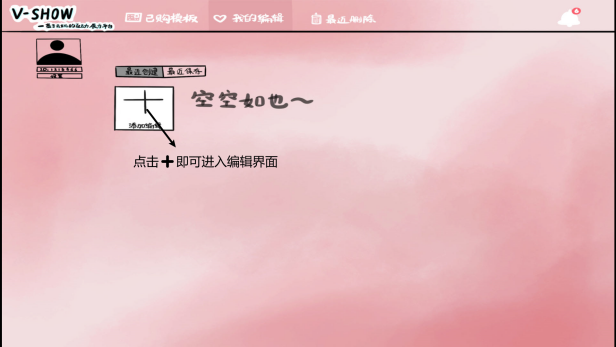 V-SHOW
已购模板
我的编辑
最近删除
最近创建 最近保存
空空如也～
添加编辑
点击+即可进入编辑界面